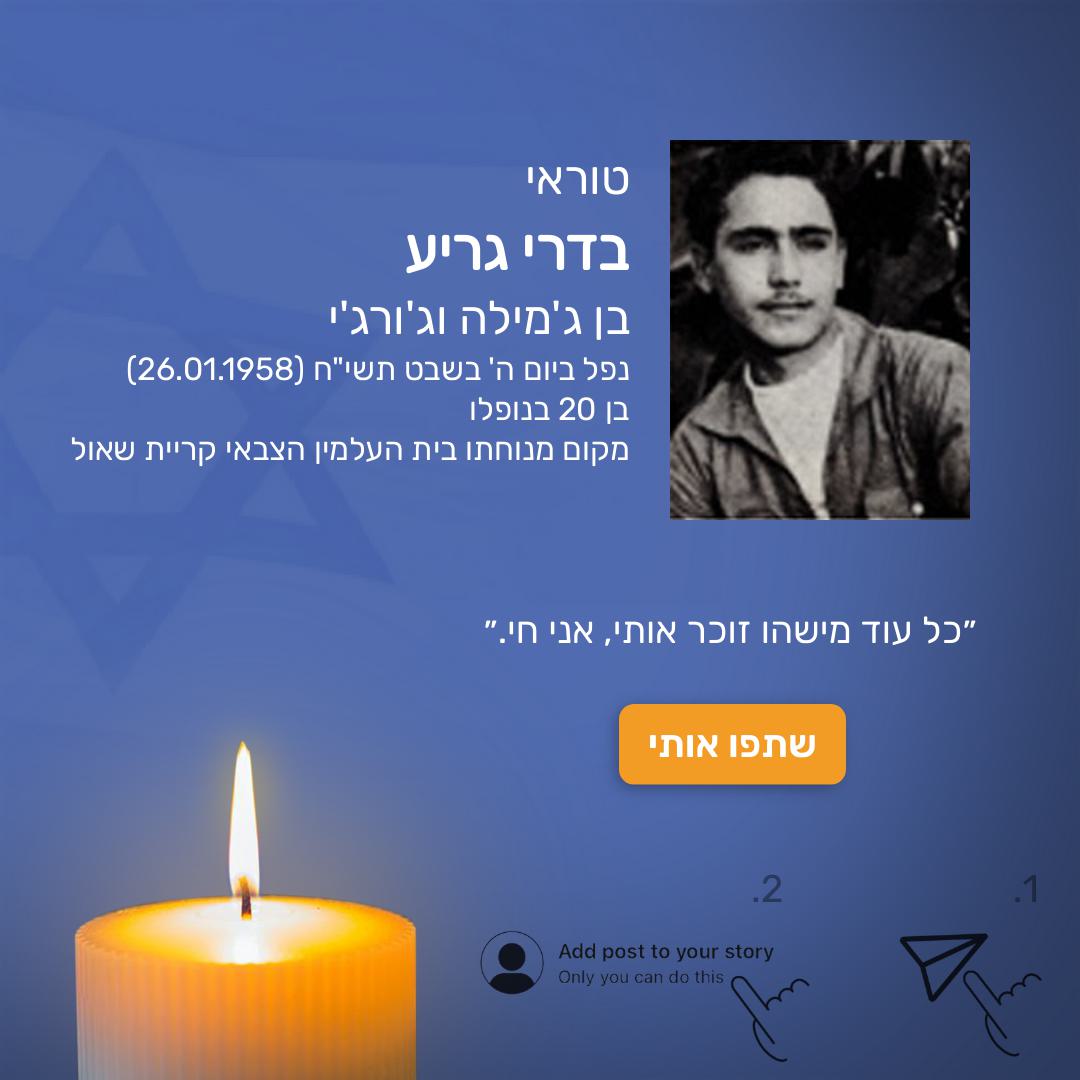 טוראי
בדרי גריע
בן ג'מילה וג'ורג'י
נפל ביום ה' בשבט תשי"ח (26.01.1958)
בן 20 בנופלו
מקום מנוחתו בית העלמין הצבאי קריית שאול
״כל עוד מישהו זוכר אותי, אני חי.״
שתפו אותי
.1
.2
Add post to your story
Only you can do this